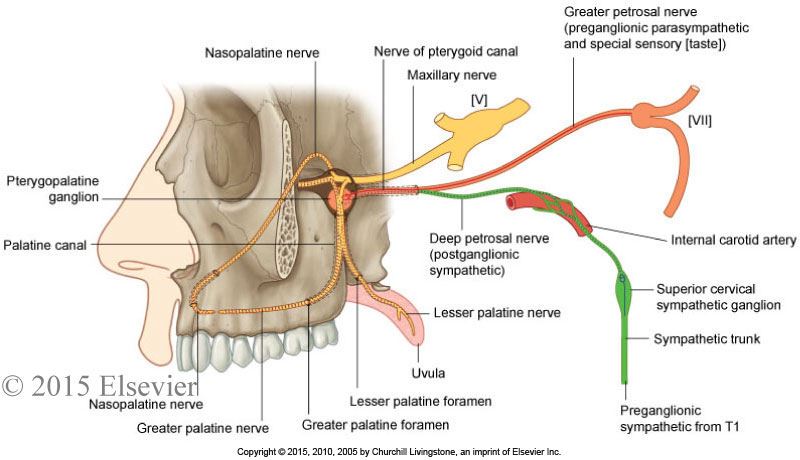 Greater petrosal nerve
(preganglionic parasympathetic
and special sensory [taste])
Nasopalatine nerve
Nerve of pterygoid canal
Maxillary nerve
[V]
[VII]
Pterygopalatine
ganglion
Palatine canal
Deep petrosal nerve
(postganglionic
sympathetic)
Internal carotid artery
Superior cervical
sympathetic ganglion
Lesser palatine nerve
Sympathetic trunk
Uvula
© 2015 Elsevier
Nasopalatine nerve
Lesser palatine foramen
Greater palatine nerve
Greater palatine foramen
Preganglionic
sympathetic from T1
Copyright © 2015, 2010, 2005 by Churchill Livingstone, an imprint of Elsevier Inc.